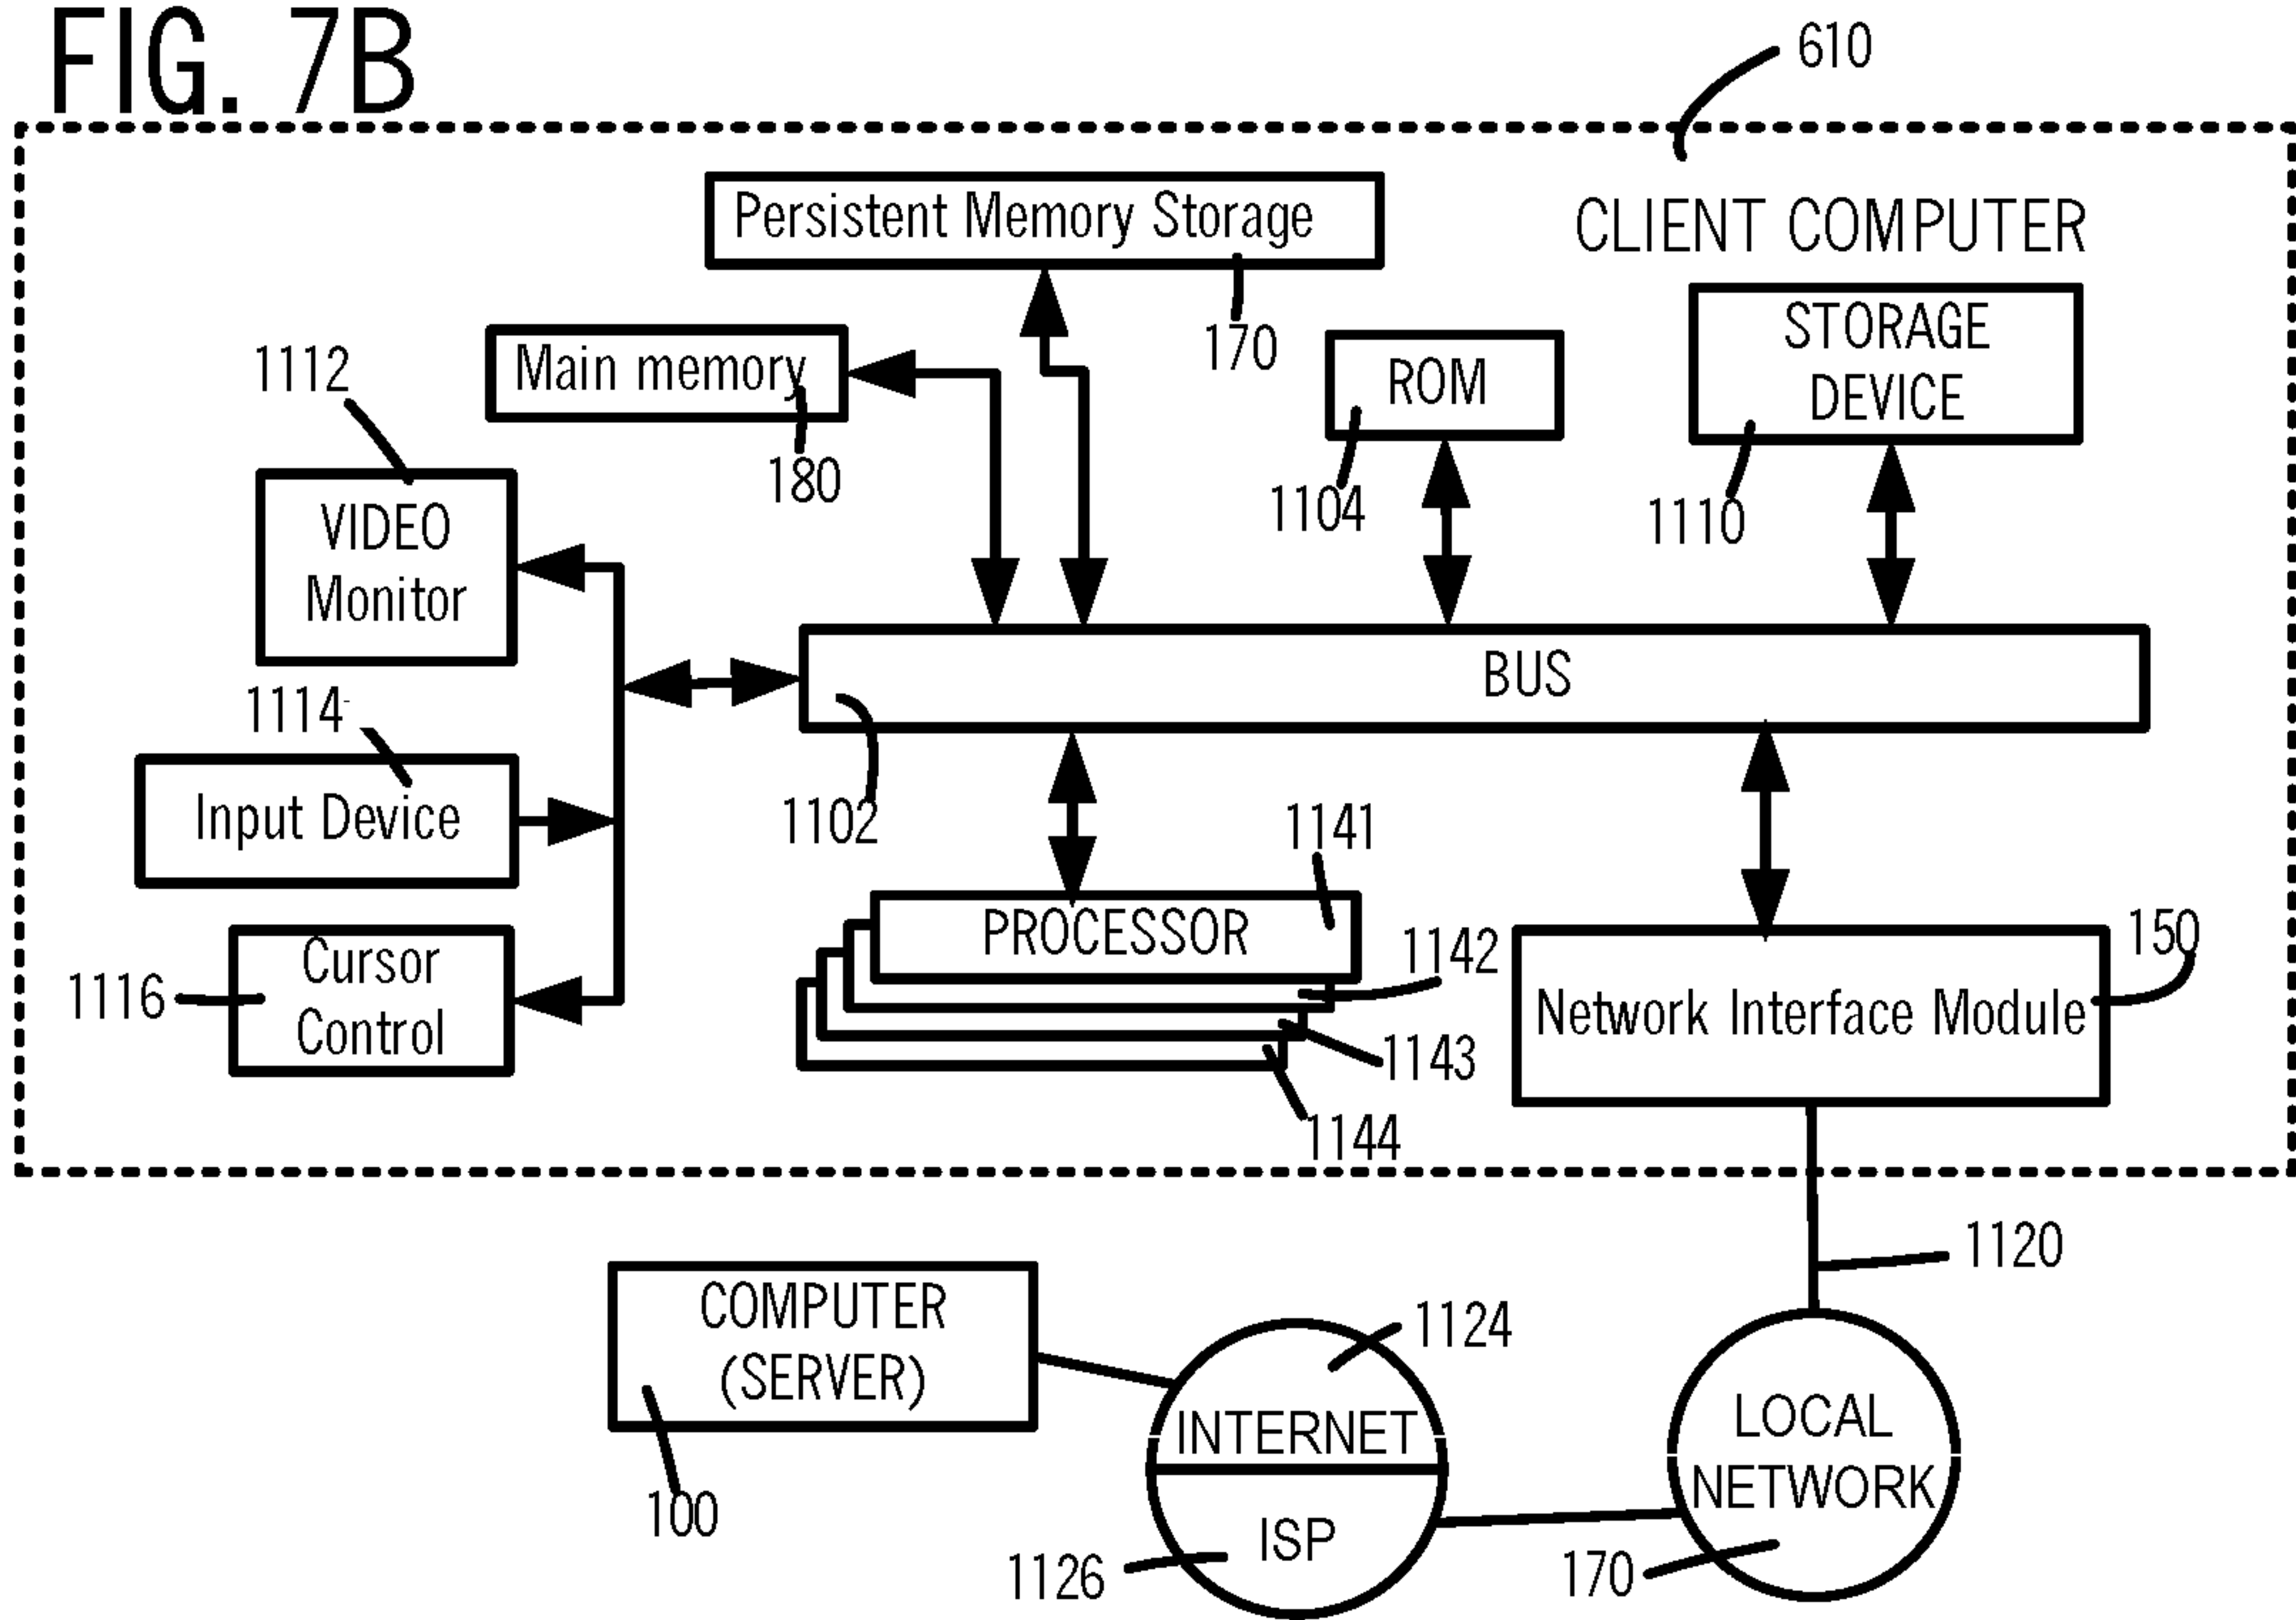 FIG. 7B
610
CLIENT COMPUTER
Persistent Memory Storage
170
Main memory
180
ROM
1104
STORAGE
DEVICE
1110
1112
VIDEO
Monitor
1114
Input Device
1116
Cursor
Control
BUS
1102
PROCESSOR
1141
1142
1143
1144
Network Interface Module
150
1120
COMPUTER
(SERVER)
100
1124
INTERNET
ISP
1126
LOCAL
NETWORK
170